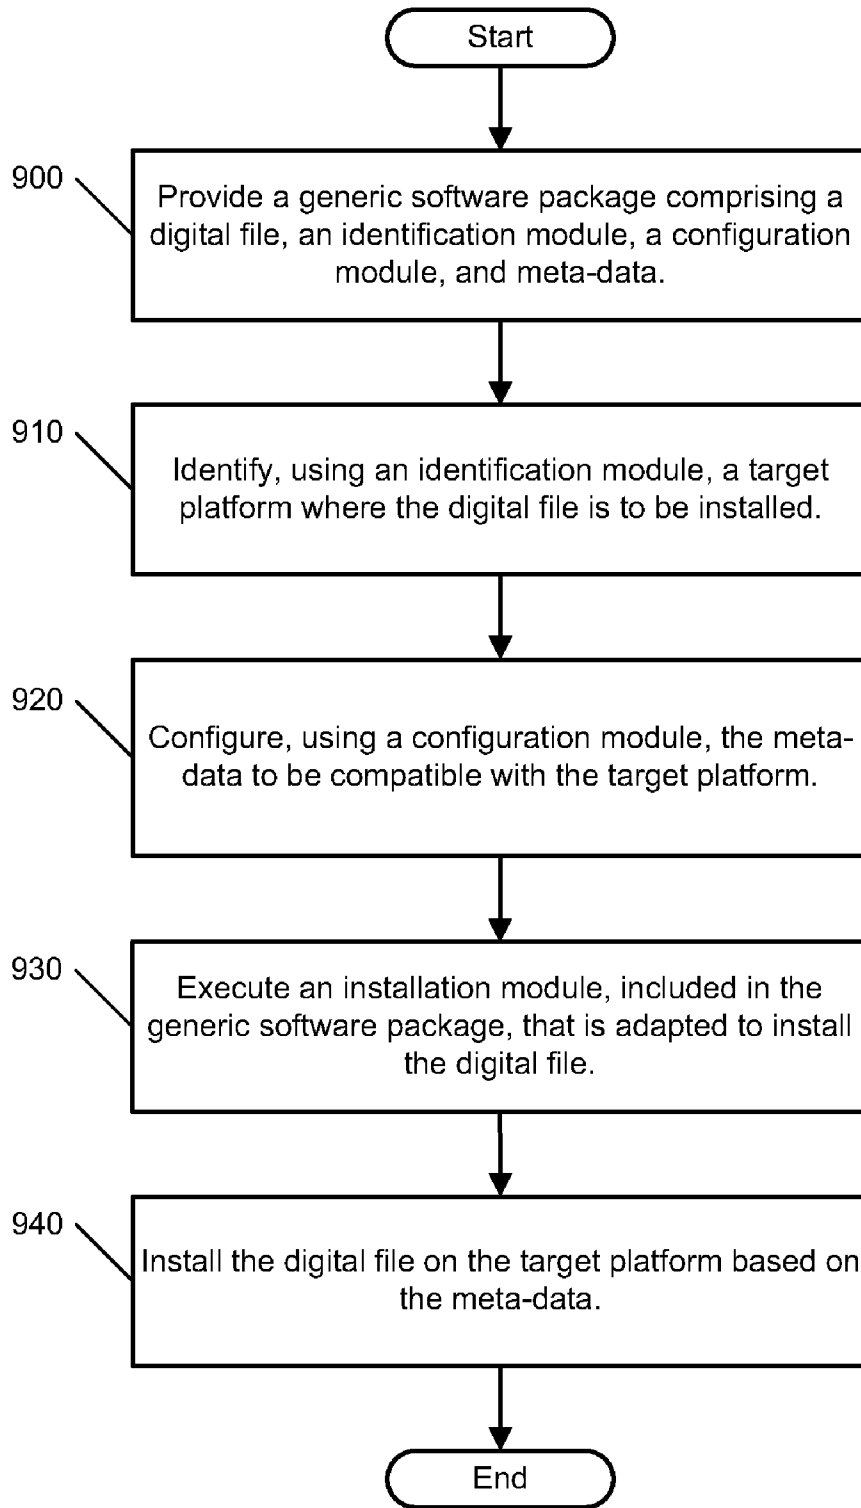 Start
900
Provide a generic software package comprising a
digital file, an identification module, a configuration
module, and meta-data.
910
Identify, using an identification module, a target
platform where the digital file is to be installed.
920
Configure, using a configuration module, the meta-
data to be compatible with the target platform.
930
Execute an installation module, included in the
generic software package, that is adapted to install
the digital file.
940
Install the digital file on the target platform based on
the meta-data.
End